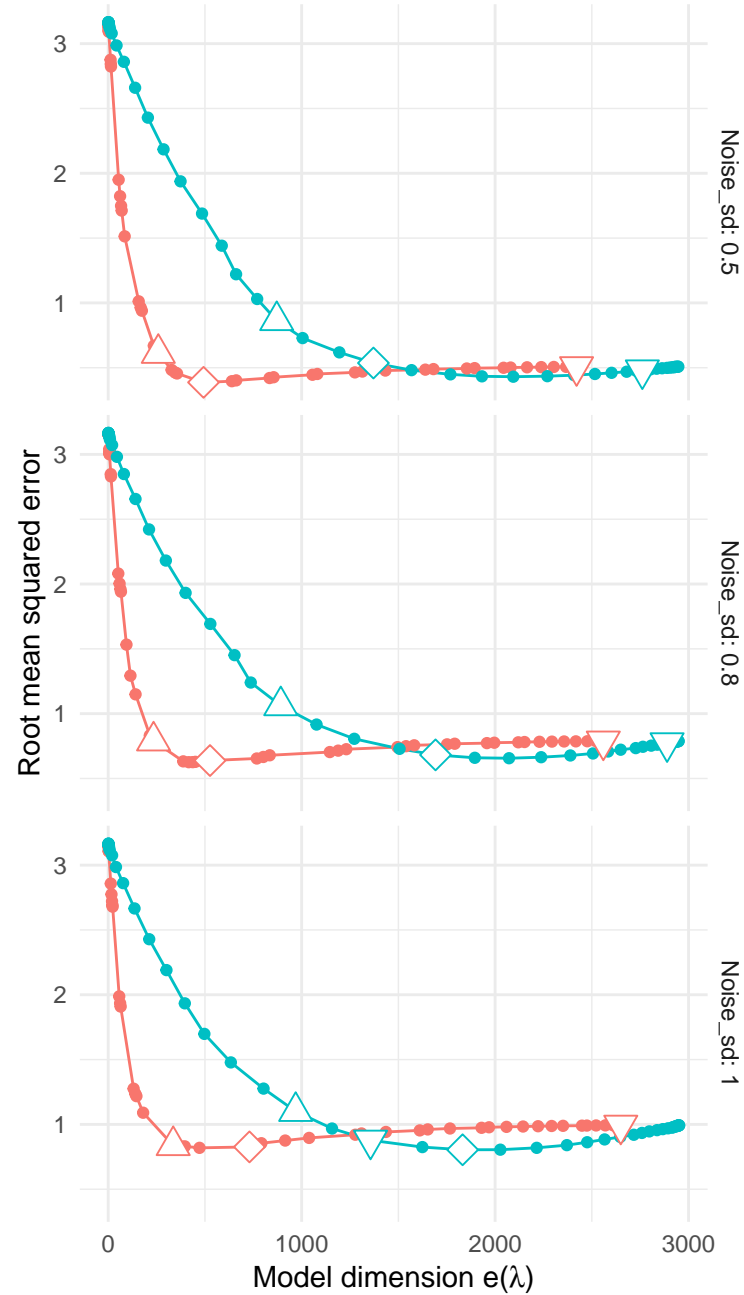 3
2
1
Noise_sd: 0.5
3
2
1
Noise_sd: 0.8
3
2
1
Noise_sd: 1
Root mean squared error
0 1000 2000 3000
Model dimension e(λ)